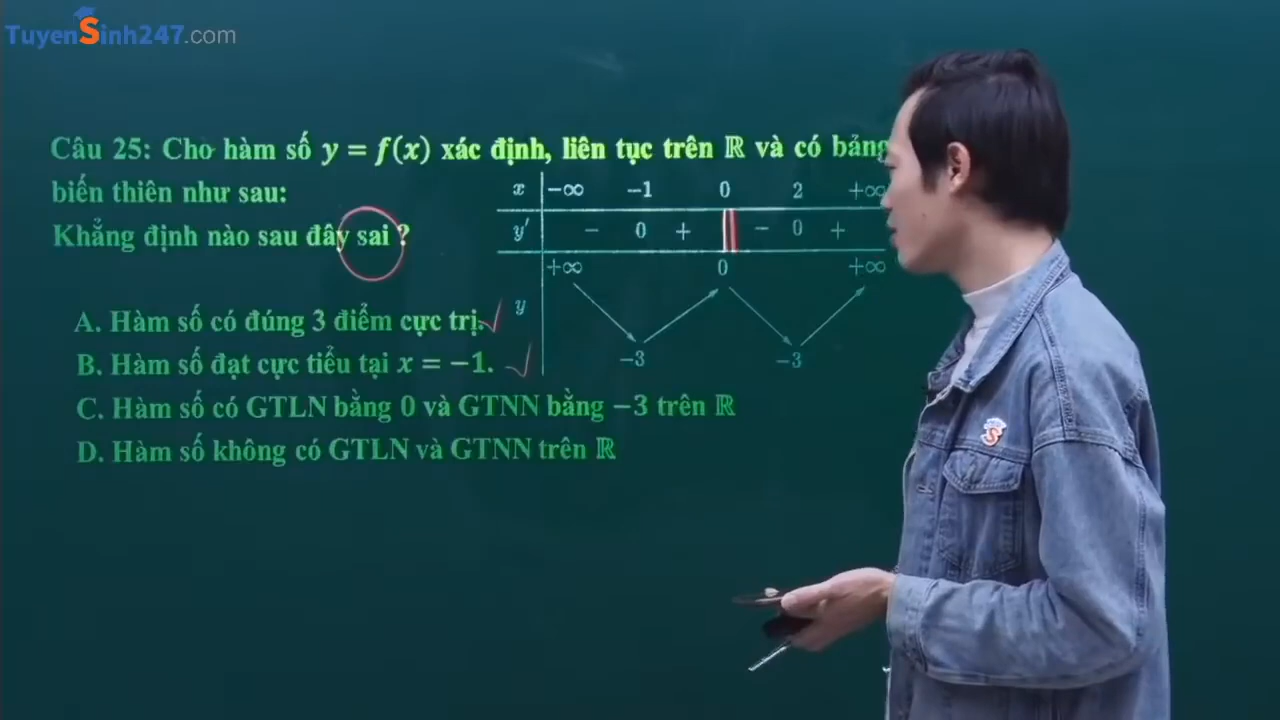 TuyenSinh247.com
Câu 25: Cho hàm số y = f(x) xác định, liên tục trên ℝ và có bảng
biến thiên như sau:
x −∞ −1 0 2 +∞
Khẳng định nào sau đây sai ?
y′ − 0 + − 0 +
+∞ 0 +∞
y
−3 −3
A. Hàm số có đúng 3 điểm cực trị.
B. Hàm số đạt cực tiểu tại x = −1.
C. Hàm số có GTLN bằng 0 và GTNN bằng −3 trên ℝ
D. Hàm số không có GTLN và GTNN trên ℝ
S